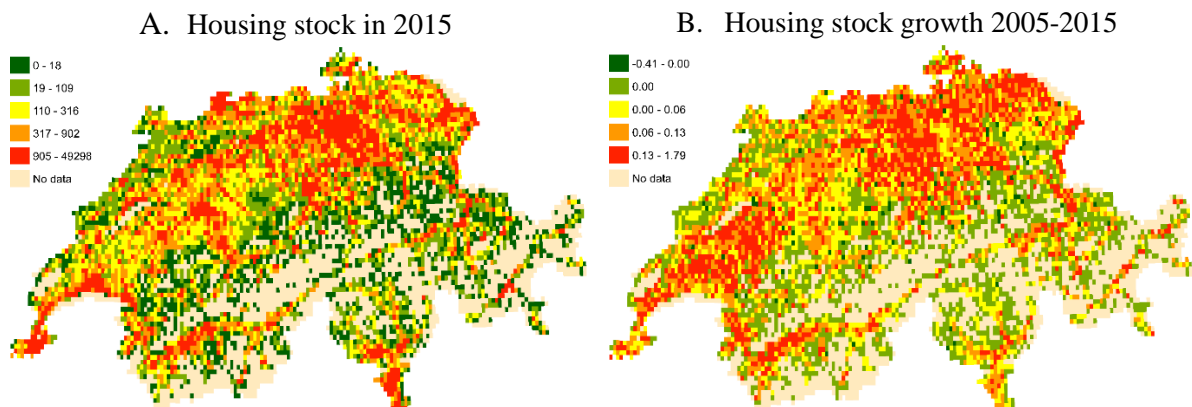 A. Housing stock in 2015
0 - 18
19 - 109
110 - 316
317 - 902
905 - 49298
No data
B. Housing stock growth 2005-2015
-0.41 - 0.00
0.00
0.00 - 0.06
0.06 - 0.13
0.13 - 1.79
No data